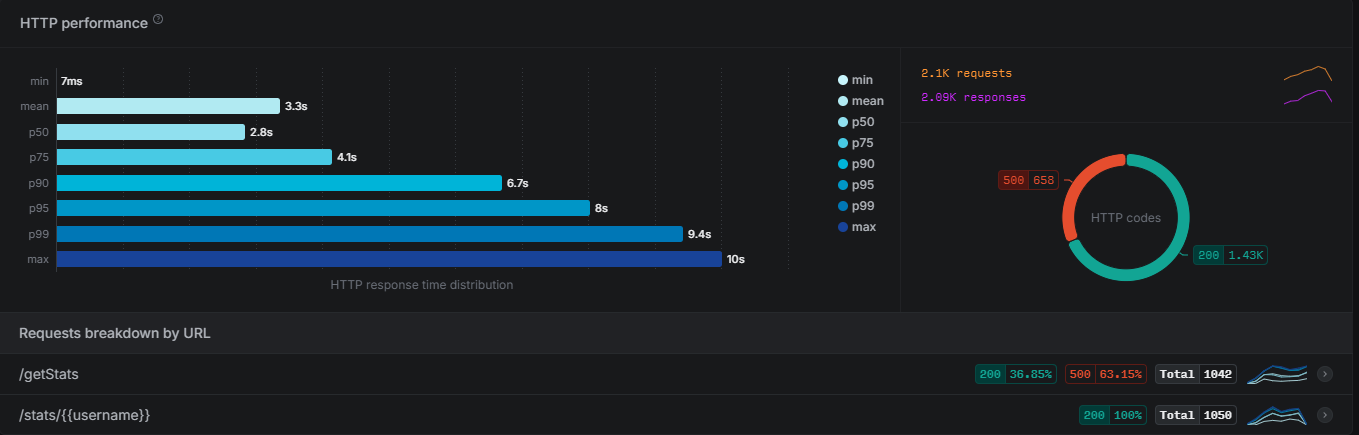 HTTP performance ?
min 7ms
mean 3.3s
p50 2.8s
p75 4.1s
p90 6.7s
p95 8s
p99 9.4s
max 10s
HTTP response time distribution
min
mean
p50
p75
p90
p95
p99
max
2.1K requests
2.09K responses
500 658
HTTP codes
200 1.43K
Requests breakdown by URL
/getStats 200 36.85% 500 63.15% Total 1042
/stats/{{username}} 200 100% Total 1050